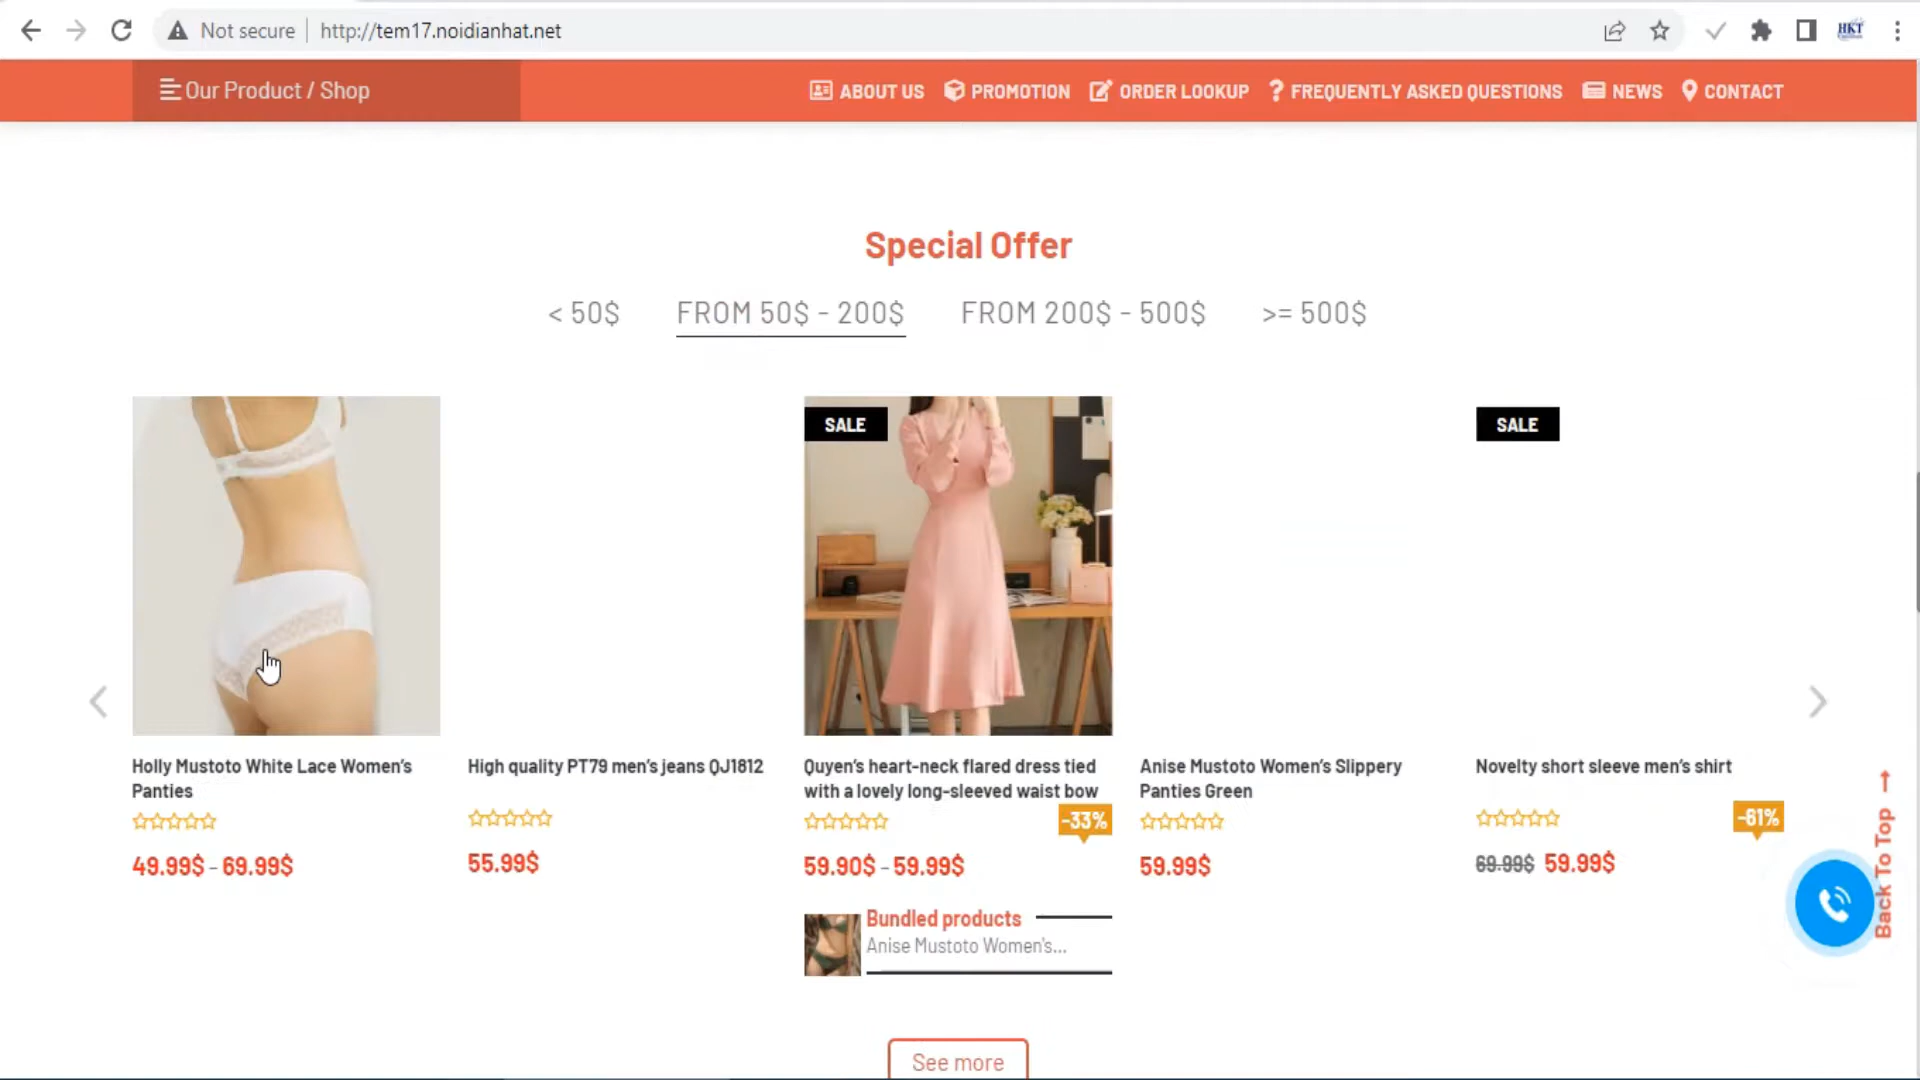 Not secure
http://tem17.noidianhat.net
HKT
Our Product / Shop
ABOUT US
PROMOTION
ORDER LOOKUP
? FREQUENTLY ASKED QUESTIONS
NEWS
CONTACT
Special Offer
< 50$
FROM 50$ - 200$
FROM 200$ - 500$
>= 500$
SALE
SALE
Holly Mustoto White Lace Women's
Panties
49.99$ - 69.99$
High quality PT79 men's jeans QJ1812
55.99$
Quyen's heart-neck flared dress tied
with a lovely long-sleeved waist bow
-33%
59.90$ - 59.99$
Bundled products
Anise Mustoto Women's...
Anise Mustoto Women's Slippery
Panties Green
59.99$
Novelty short sleeve men's shirt
-61%
69.99$ 59.99$
Back To Top
See more